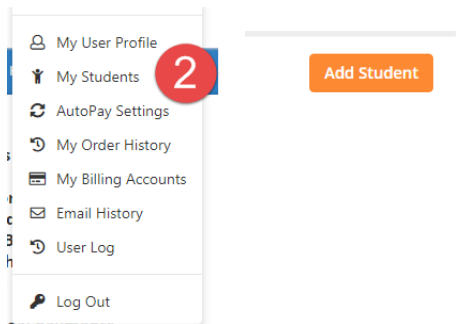 My User Profile
My Students
2
Add Student
AutoPay Settings
My Order History
My Billing Accounts
Email History
User Log
Log Out